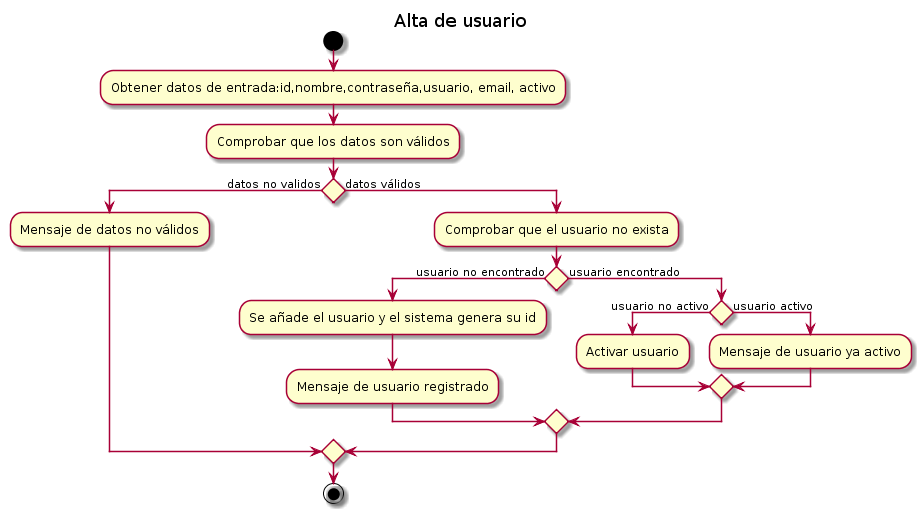 Alta de usuario
Obtener datos de entrada:id,nombre,contraseña,usuario, email, activo
Comprobar que los datos son válidos
datos no validos
datos válidos
Mensaje de datos no válidos
Comprobar que el usuario no exista
usuario no encontrado
usuario encontrado
Se añade el usuario y el sistema genera su id
usuario no activo
usuario activo
Activar usuario
Mensaje de usuario ya activo
Mensaje de usuario registrado